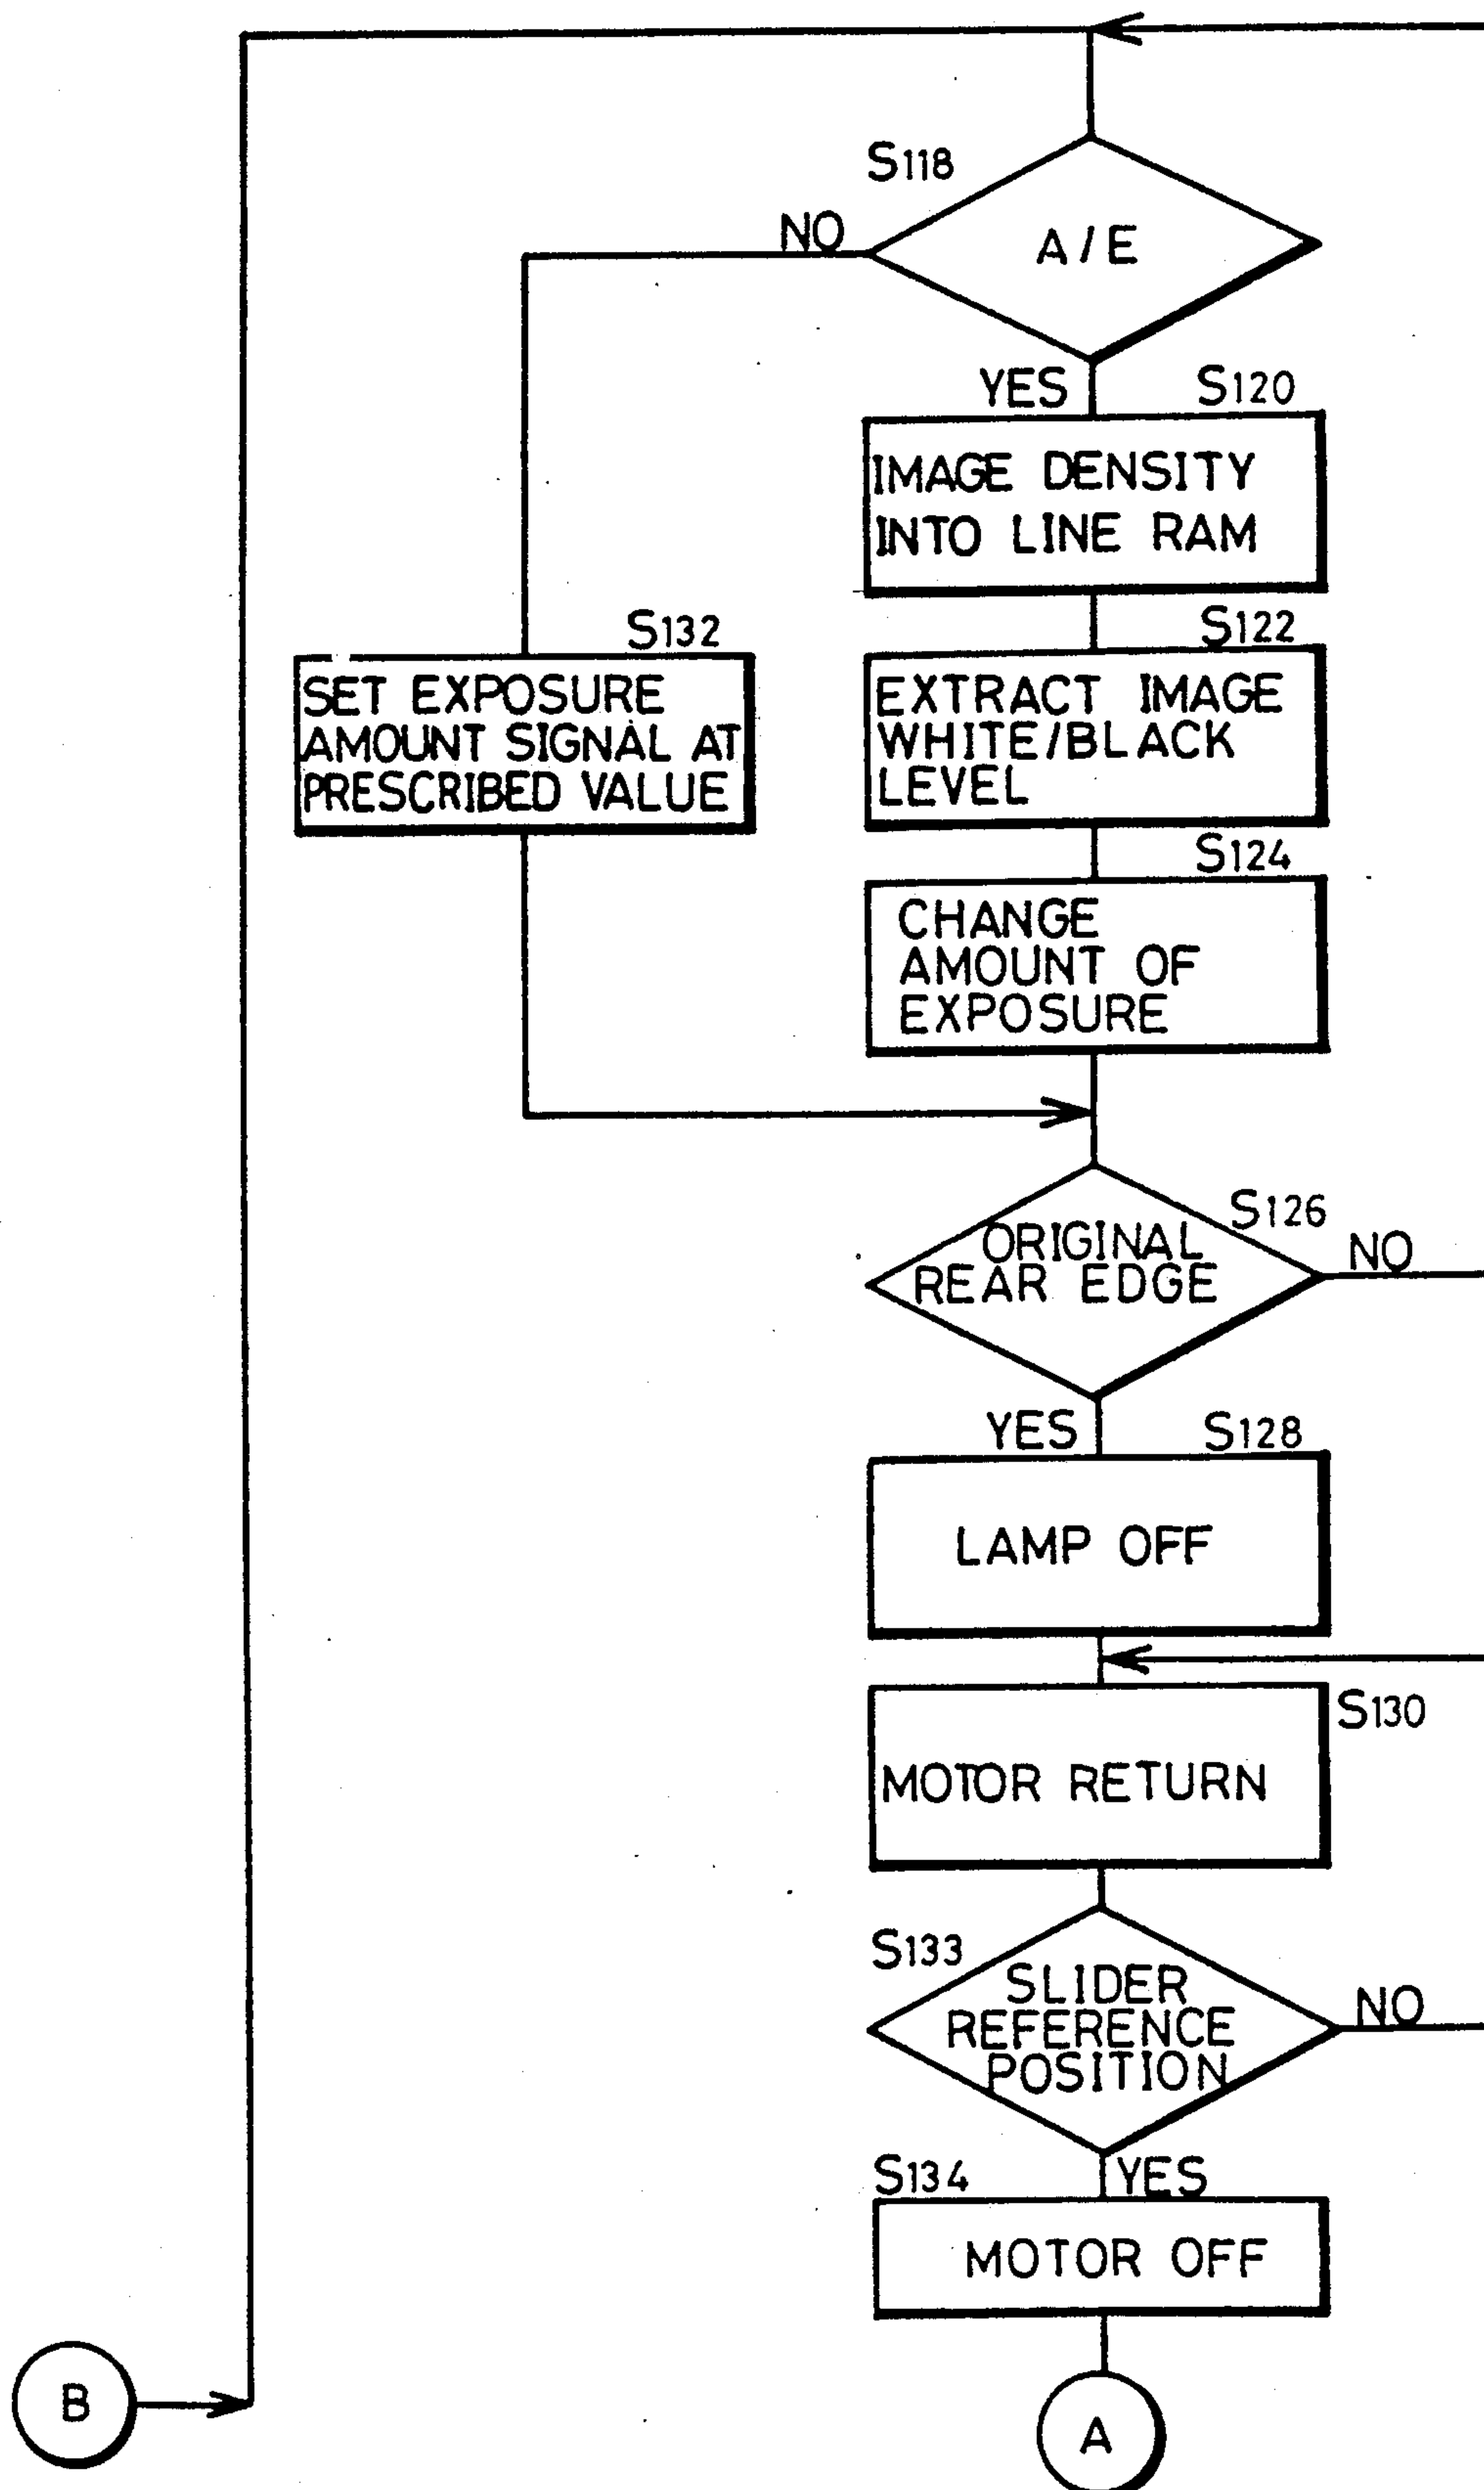 S118
NO
A/E
YES
S120
IMAGE DENSITY
INTO LINE RAM
S132
SET EXPOSURE
AMOUNT SIGNAL AT
PRESCRIBED VALUE
S122
EXTRACT IMAGE
WHITE/BLACK
LEVEL
S124
CHANGE
AMOUNT OF
EXPOSURE
S126
ORIGINAL
REAR EDGE
NO
YES
S128
LAMP OFF
S130
MOTOR RETURN
S133
SLIDER
REFERENCE
POSITION
NO
S134
YES
MOTOR OFF
B
A